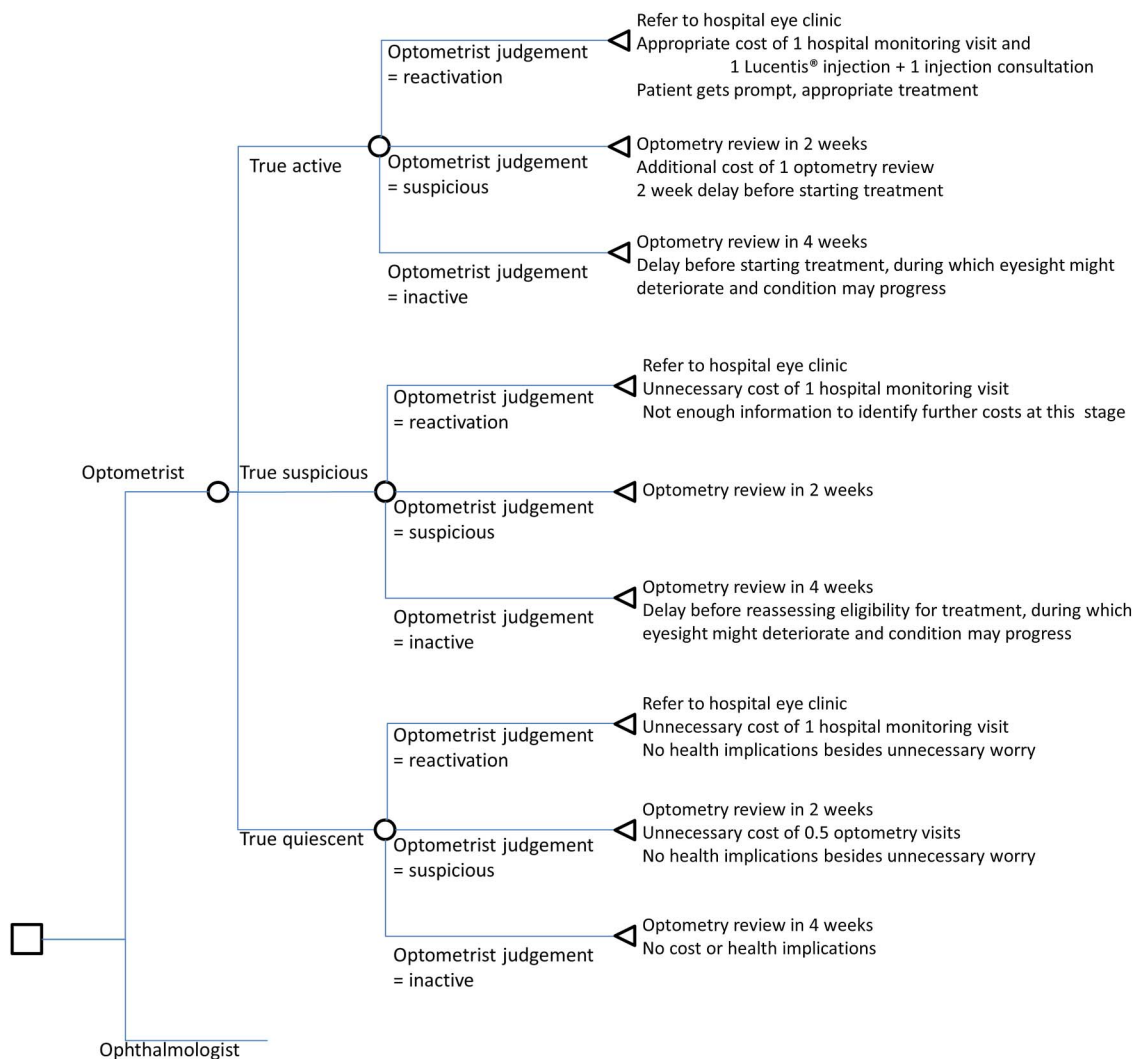 Optometrist judgement
= reactivation
Refer to hospital eye clinic
Appropriate cost of 1 hospital monitoring visit and
1 Lucentis® injection + 1 injection consultation
Patient gets prompt, appropriate treatment
True active
Optometrist judgement
= suspicious
Optometry review in 2 weeks
Additional cost of 1 optometry review
2 week delay before starting treatment
Optometrist judgement
= inactive
Optometry review in 4 weeks
Delay before starting treatment, during which eyesight might
deteriorate and condition may progress
Optometrist judgement
= reactivation
Refer to hospital eye clinic
Unnecessary cost of 1 hospital monitoring visit
Not enough information to identify further costs at this stage
Optometrist
True suspicious
Optometrist judgement
= suspicious
Optometry review in 2 weeks
Optometrist judgement
= inactive
Optometry review in 4 weeks
Delay before reassessing eligibility for treatment, during which
eyesight might deteriorate and condition may progress
Optometrist judgement
= reactivation
Refer to hospital eye clinic
Unnecessary cost of 1 hospital monitoring visit
No health implications besides unnecessary worry
True quiescent
Optometrist judgement
= suspicious
Optometry review in 2 weeks
Unnecessary cost of 0.5 optometry visits
No health implications besides unnecessary worry
Optometrist judgement
= inactive
Optometry review in 4 weeks
No cost or health implications
Ophthalmologist